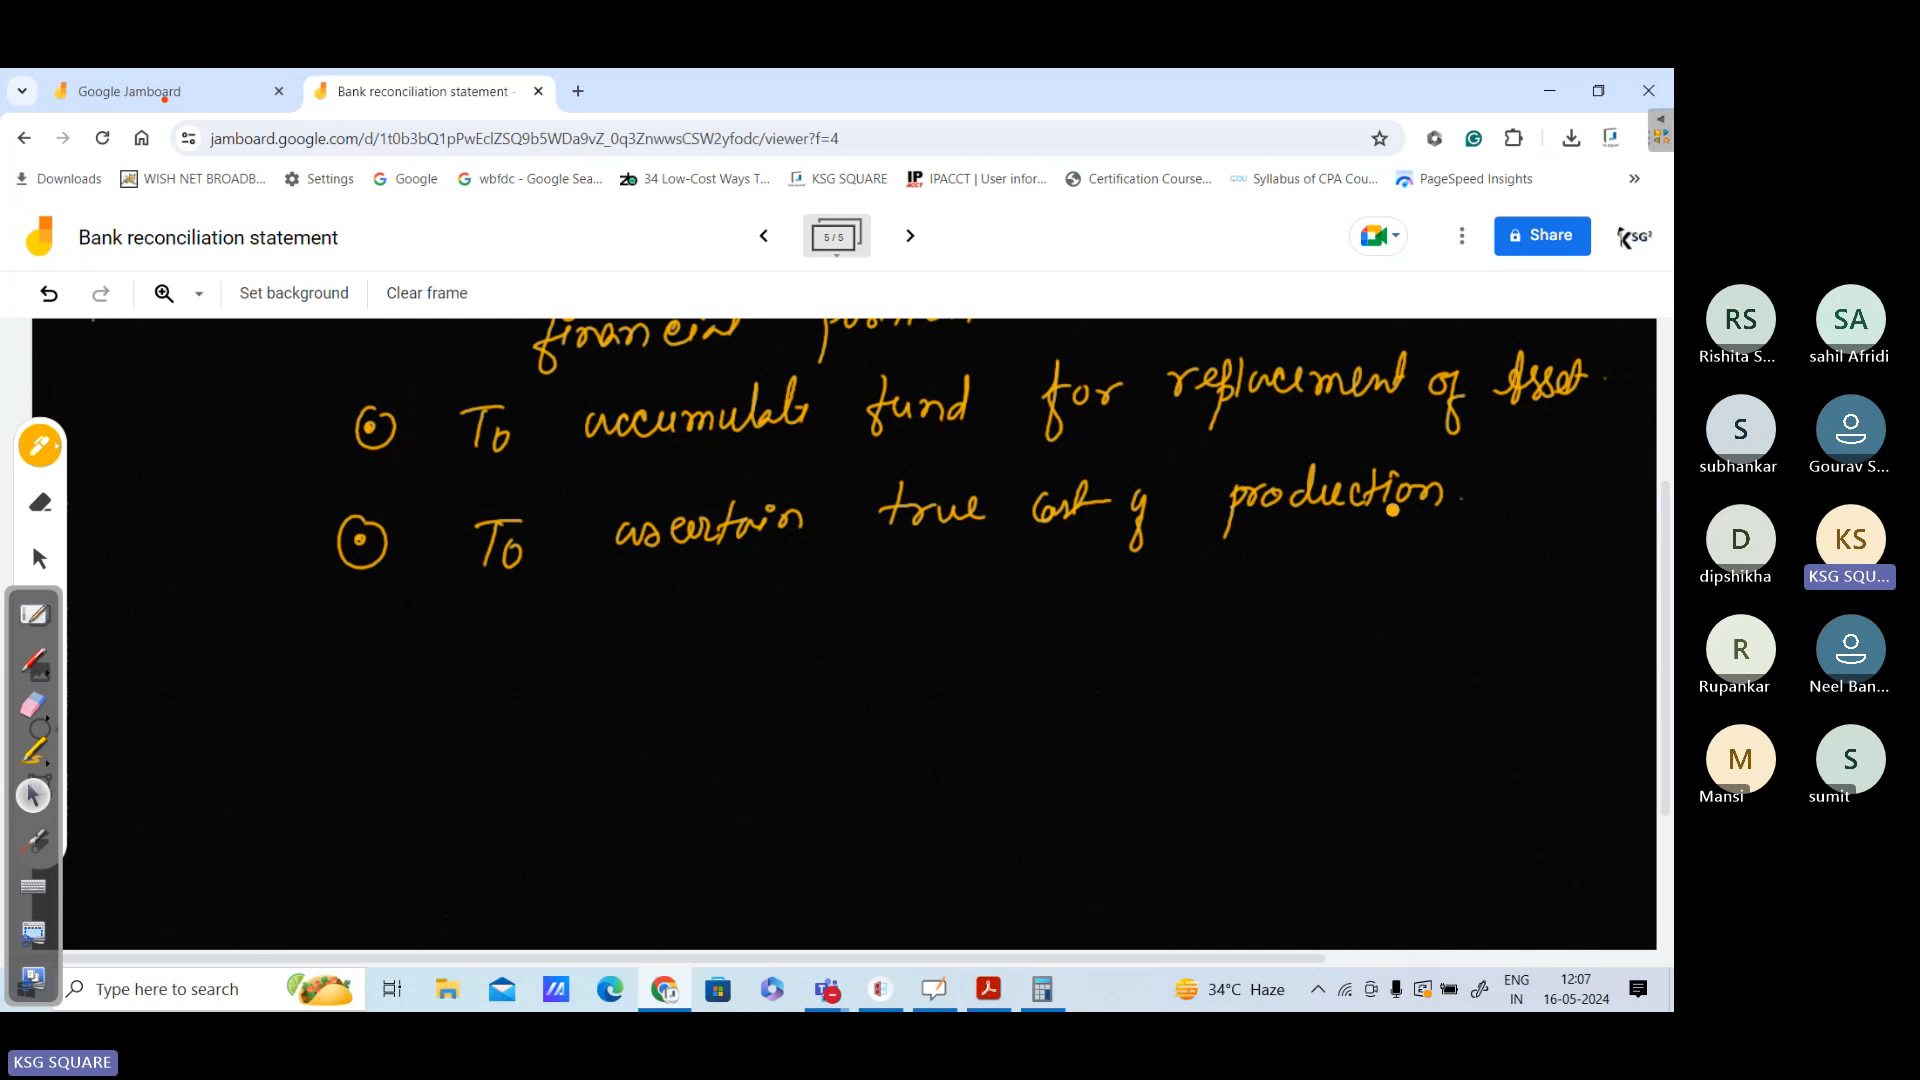 Google Jamboard
Bank reconciliation statement -
jamboard.google.com/d/1t0b3bQ1pPwEclZSQ9b5WDa9vZ_0q3ZnwwsCSW2yfodc/viewer?f=4
Downloads WISH NET BROADB... Settings Google wbfdc - Google Sea... 34 Low-Cost Ways T... KSG SQUARE IPACCT | User infor... Certification Course... Syllabus of CPA Cou... PageSpeed Insights
Bank reconciliation statement
5 / 5
Share
KSG²
Set background Clear frame
financial
To accumulate fund for replacement of Asset.
To ascertain true cost of production.
RS SA
Rishita S... sahil Afridi
S
subhankar Gourav S...
D KS
dipshikha KSG SQU...
R
Rupankar Neel Ban...
M S
Mansi sumit
Type here to search
34°C Haze
ENG
IN
12:07
16-05-2024
KSG SQUARE